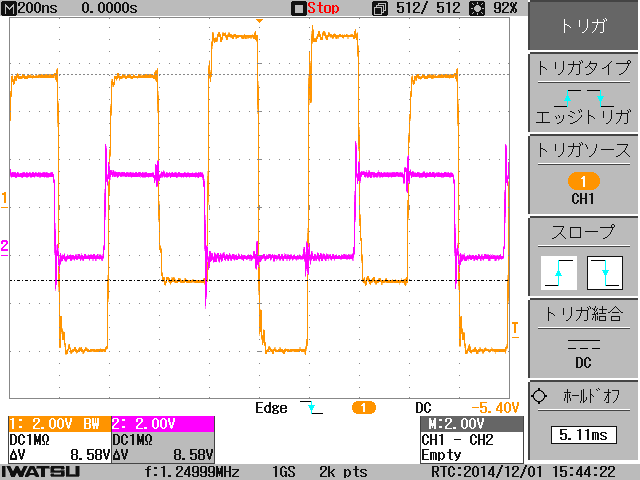 M 200ns 0.0000s Stop 512/ 512 92%
トリガ
トリガタイプ
エッジトリガ
トリガソース
1
CH1
スロープ
トリガ結合
DC
ホールドオフ
5.11ms
1
2
T
Edge 1 DC -5.40V
1: 2.00V BW 2: 2.00V M:2.00V
DC1MΩ DC1MΩ CH1 - CH2
ΔV 8.58V ΔV 8.58V Empty
IWATSU f:1.24999MHz 1GS 2k pts RTC:2014/12/01 15:44:22